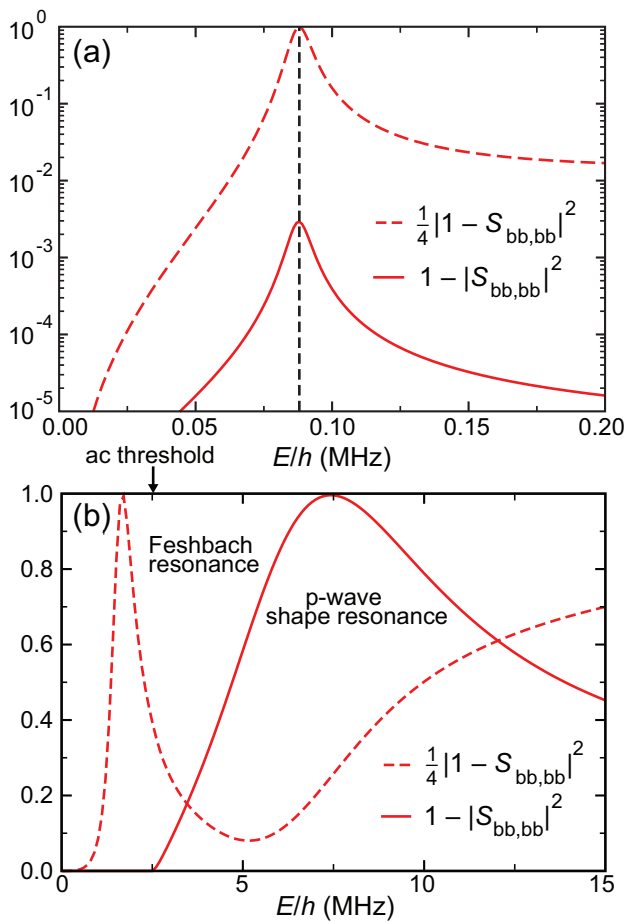 (a)
10^0
10^-1
10^-2
10^-3
10^-4
10^-5
1/4|1 − S_bb,bb|^2
1 − |S_bb,bb|^2
0.00 0.05 0.10 0.15 0.20
E/h (MHz)
ac threshold
(b)
1.0
0.8
0.6
0.4
0.2
0.0
Feshbach
resonance
p-wave
shape resonance
1/4|1 − S_bb,bb|^2
1 − |S_bb,bb|^2
0 5 10 15
E/h (MHz)